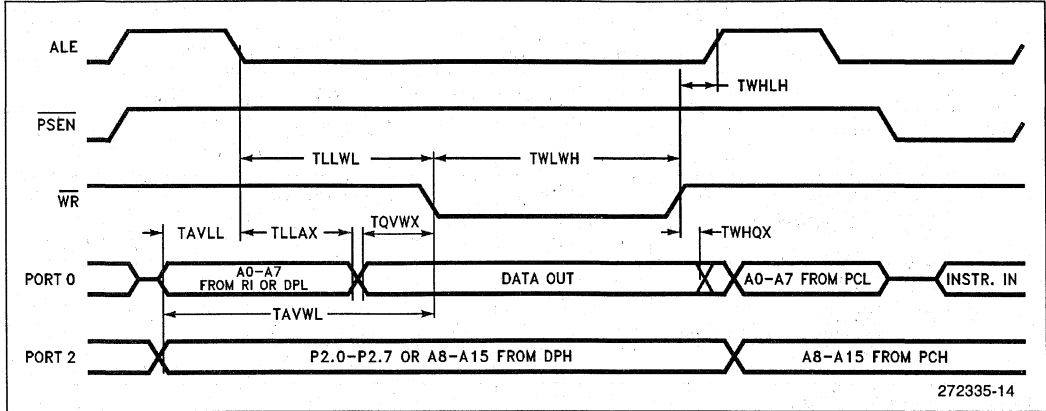 ALE
TWHLH
PSEN
TLLWL
TWLWH
WR
TAVLL
TLLAX
TQVWX
TWHQX
PORT 0
A0-A7
FROM RI OR DPL
DATA OUT
A0-A7 FROM PCL
INSTR. IN
TAVWL
PORT 2
P2.0-P2.7 OR A8-A15 FROM DPH
A8-A15 FROM PCH
272335-14